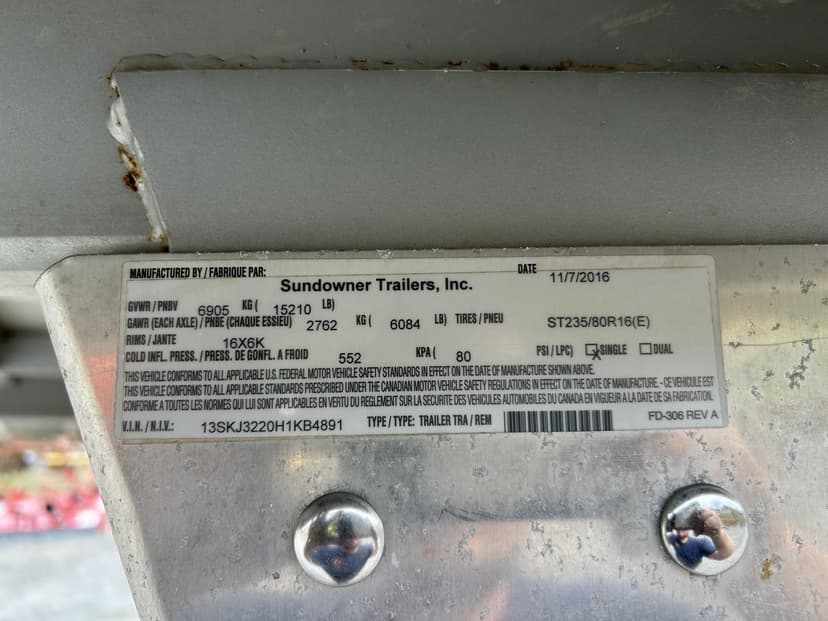 MANUFACTURED BY / FABRIQUE PAR: Sundowner Trailers, Inc. DATE 11/7/2016
GVWR / PNBV 6905 KG ( 15210 LB)
GAWR (EACH AXLE) / PNBE (CHAQUE ESSIEU) 2762 KG ( 6084 LB) TIRES / PNEU ST235/80R16(E)
RIMS / JANTE 16X6K
COLD INFL. PRESS. / PRESS. DE GONFL. A FROID 552 KPA ( 80 PSI / LPC) SINGLE DUAL
THIS VEHICLE CONFORMS TO ALL APPLICABLE U.S. FEDERAL MOTOR VEHICLE SAFETY STANDARDS IN EFFECT ON THE DATE OF MANUFACTURE SHOWN ABOVE.
THIS VEHICLE CONFORMS TO ALL APPLICABLE STANDARDS PRESCRIBED UNDER THE CANADIAN MOTOR VEHICLE SAFETY REGULATIONS IN EFFECT ON THE DATE OF MANUFACTURE. - CE VEHICULE EST
CONFORME A TOUTES LES NORMES QUI LUI SONT APPLICABLES EN VERTU DU REGLEMENT SUR LA SECURITE DES VEHICULES AUTOMOBILES DU CANADA EN VIGUEUR A LA DATE DE SA FABRICATION.
V.I.N. / N.I.V.: 13SKJ3220H1KB4891 TYPE / TYPE: TRAILER TRA / REM FD-306 REV A